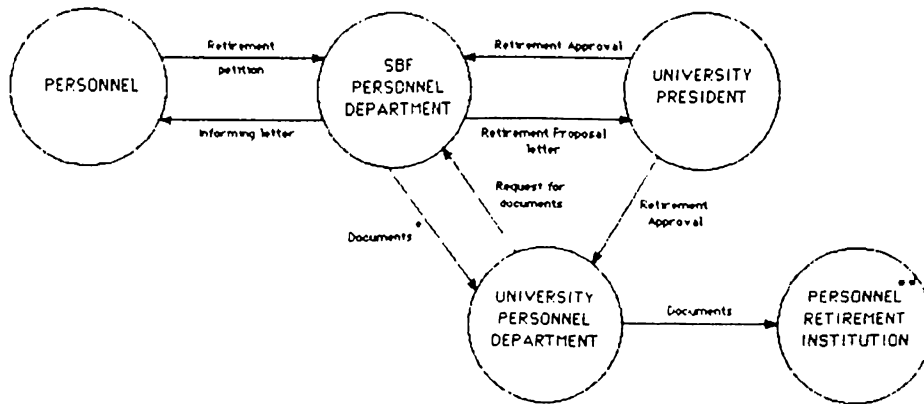 Retirement
petition
PERSONNEL
Informing letter
SBF
PERSONNEL
DEPARTMENT
Retirement Approval
Retirement Proposal
letter
UNIVERSITY
PRESIDENT
Request for
documents
Documents*
Retirement
Approval
UNIVERSITY
PERSONNEL
DEPARTMENT
Documents
PERSONNEL**
RETIREMENT
INSTITUTION